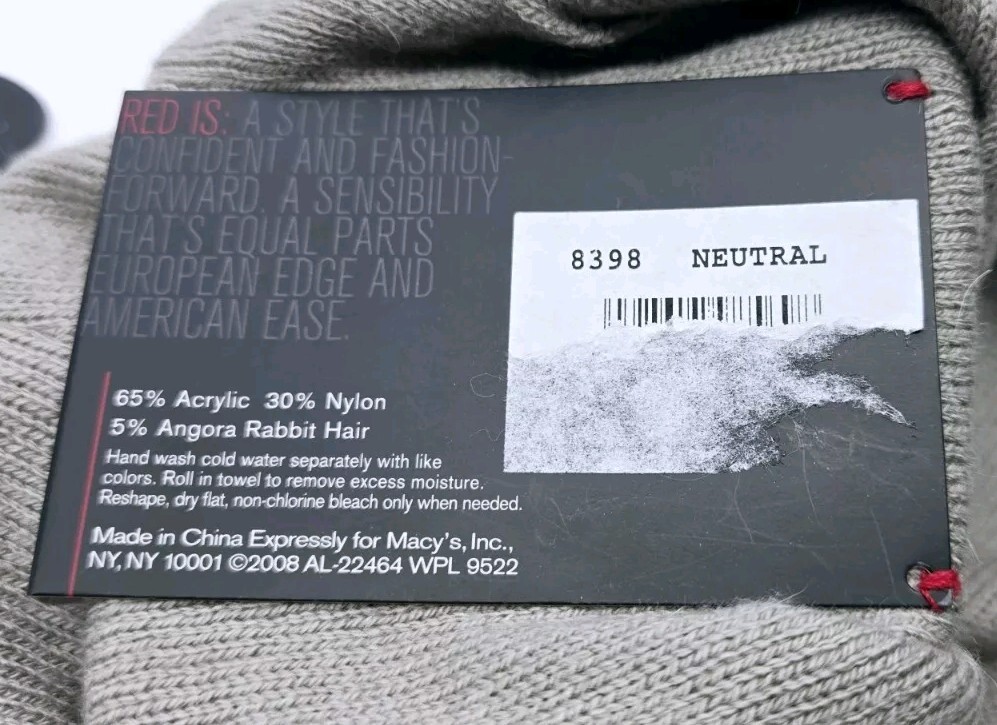 RED IS: A STYLE THAT'S
CONFIDENT AND FASHION-
FORWARD. A SENSIBILITY
THAT'S EQUAL PARTS
EUROPEAN EDGE AND
AMERICAN EASE.
8398 NEUTRAL
65% Acrylic 30% Nylon
5% Angora Rabbit Hair
Hand wash cold water separately with like
colors. Roll in towel to remove excess moisture.
Reshape, dry flat, non-chlorine bleach only when needed.
Made in China Expressly for Macy's, Inc.,
NY, NY 10001 ©2008 AL-22464 WPL 9522